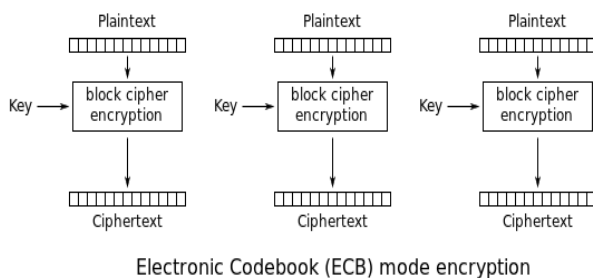 Plaintext Plaintext Plaintext
Key block cipher encryption Key block cipher encryption Key block cipher encryption
Ciphertext Ciphertext Ciphertext
Electronic Codebook (ECB) mode encryption